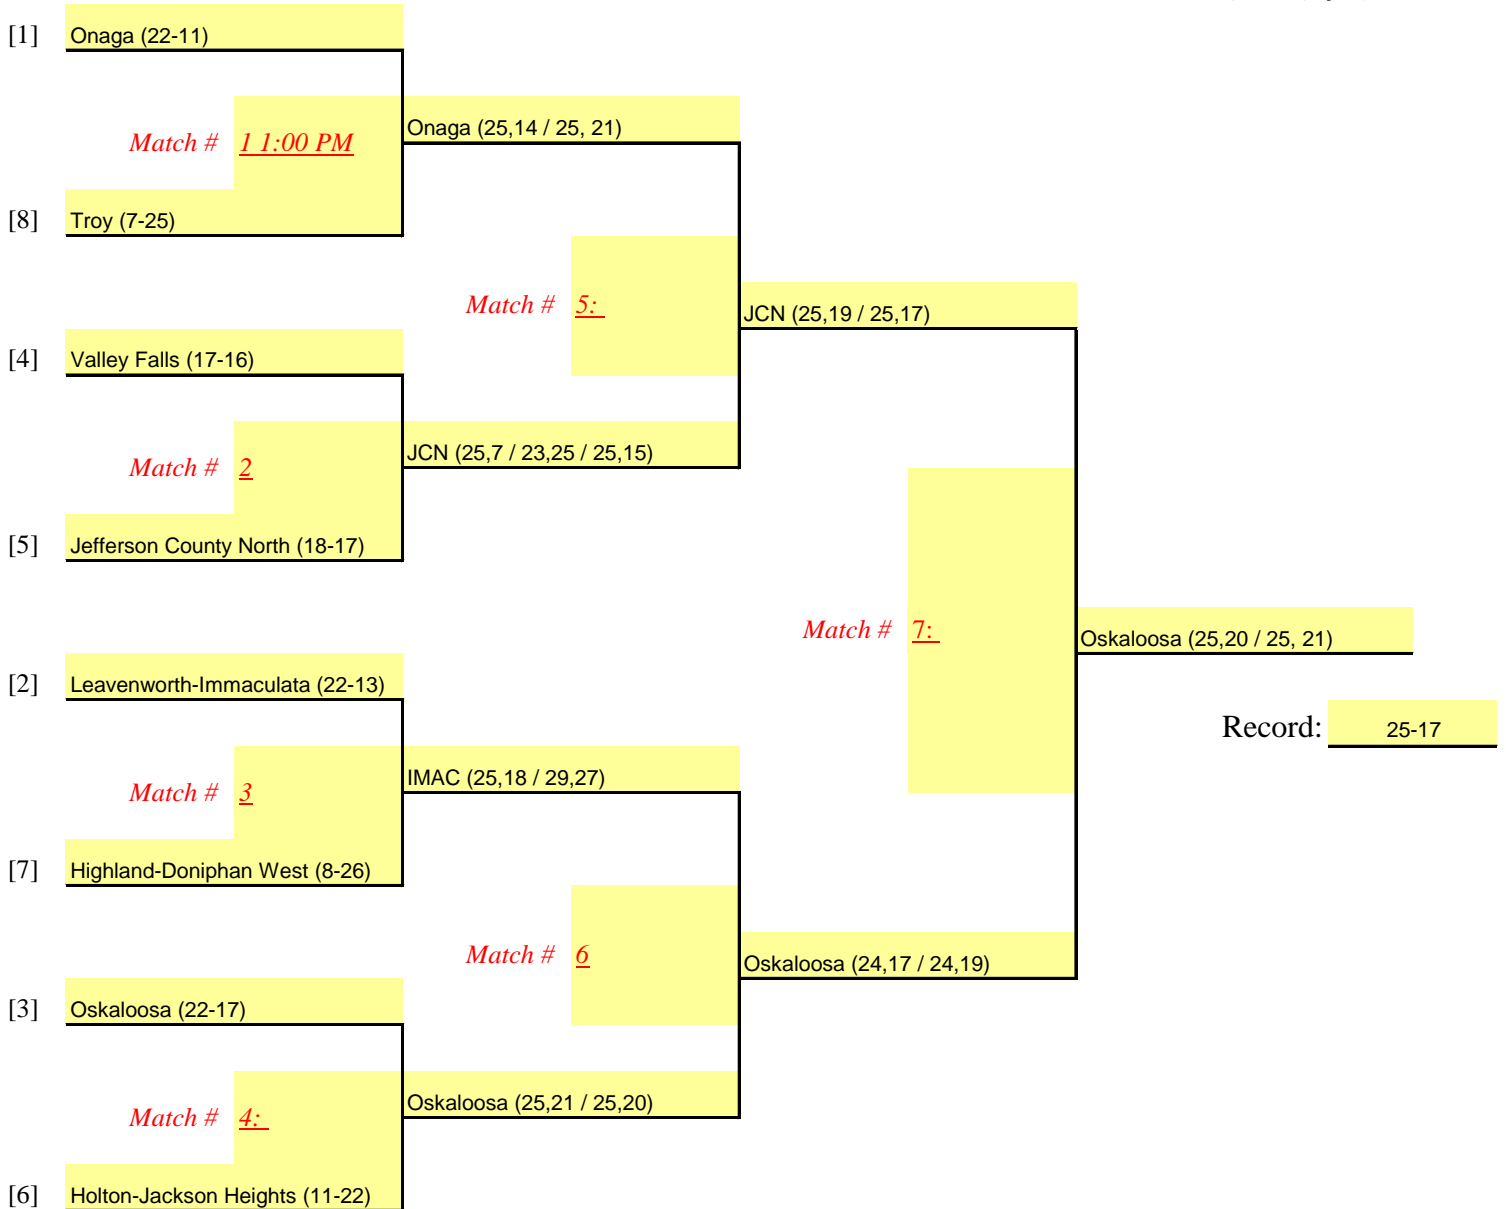 [1] Onaga (22-11)
Match # 1 1:00 PM
Onaga (25,14 / 25, 21)
[8] Troy (7-25)
Match # 5:
JCN (25,19 / 25,17)
[4] Valley Falls (17-16)
Match # 2
JCN (25,7 / 23,25 / 25,15)
[5] Jefferson County North (18-17)
Match # 7:
Oskaloosa (25,20 / 25, 21)
[2] Leavenworth-Immaculata (22-13)
Record: 25-17
Match # 3
IMAC (25,18 / 29,27)
[7] Highland-Doniphan West (8-26)
Match # 6
Oskaloosa (24,17 / 24,19)
[3] Oskaloosa (22-17)
Match # 4:
Oskaloosa (25,21 / 25,20)
[6] Holton-Jackson Heights (11-22)